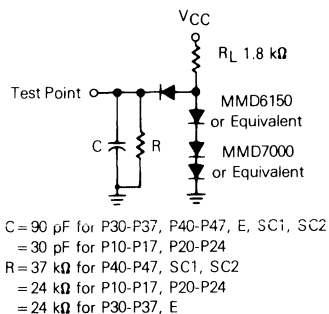 VCC
RL 1.8 kΩ
Test Point
MMD6150
or Equivalent
C
R
MMD7000
or Equivalent
C = 90 pF for P30-P37, P40-P47, E, SC1, SC2
= 30 pF for P10-P17, P20-P24
R = 37 kΩ for P40-P47, SC1, SC2
= 24 kΩ for P10-P17, P20-P24
= 24 kΩ for P30-P37, E